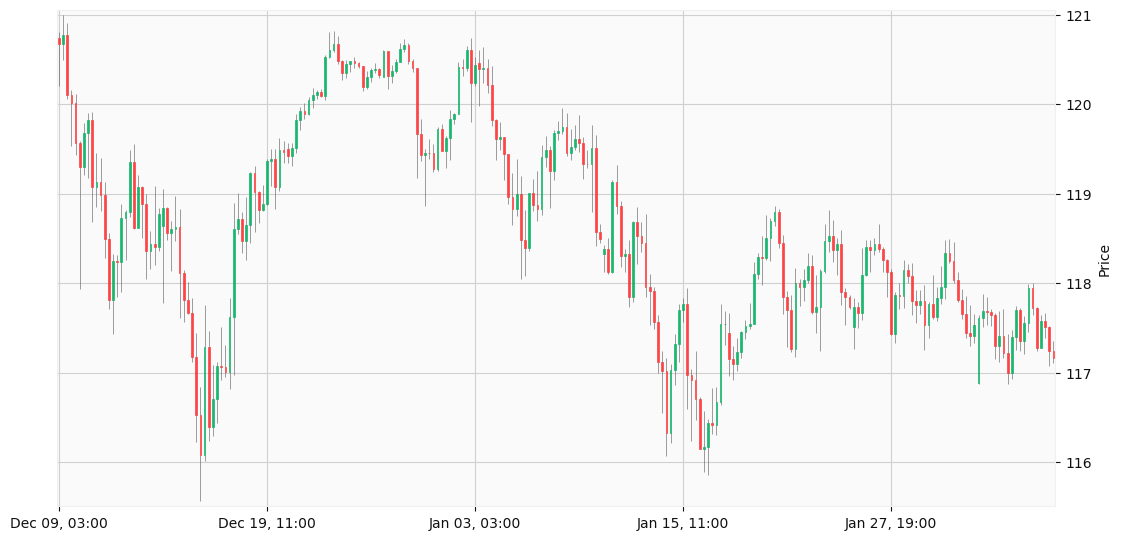 121
120
119
118
117
116
Price
Dec 09, 03:00
Dec 19, 11:00
Jan 03, 03:00
Jan 15, 11:00
Jan 27, 19:00